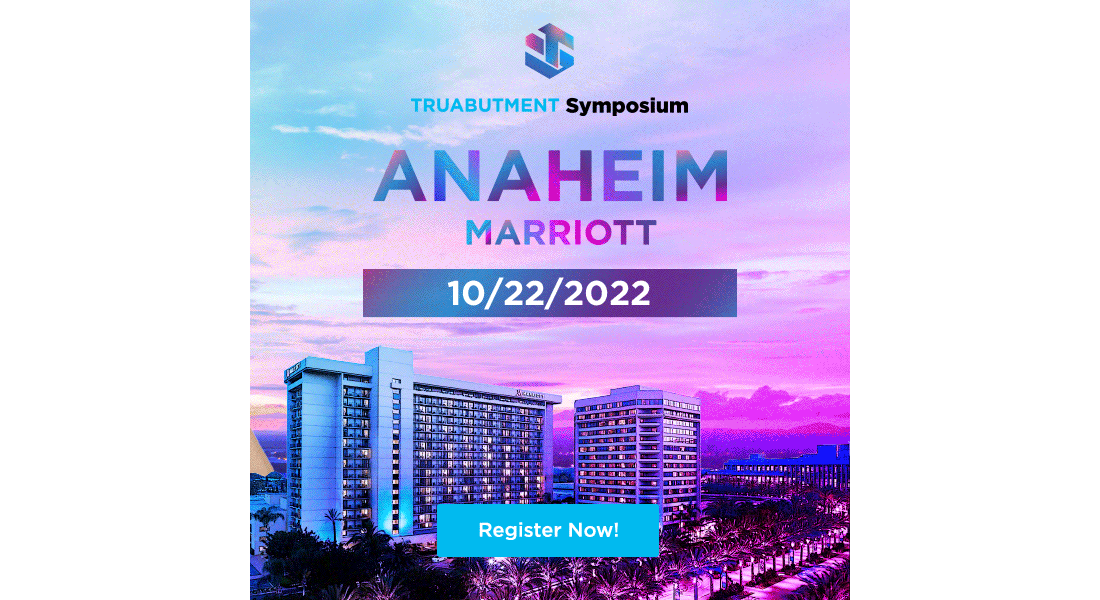 TRUABUTMENT Symposium
ANAHEIM
MARRIOTT
10/22/2022
Register Now!